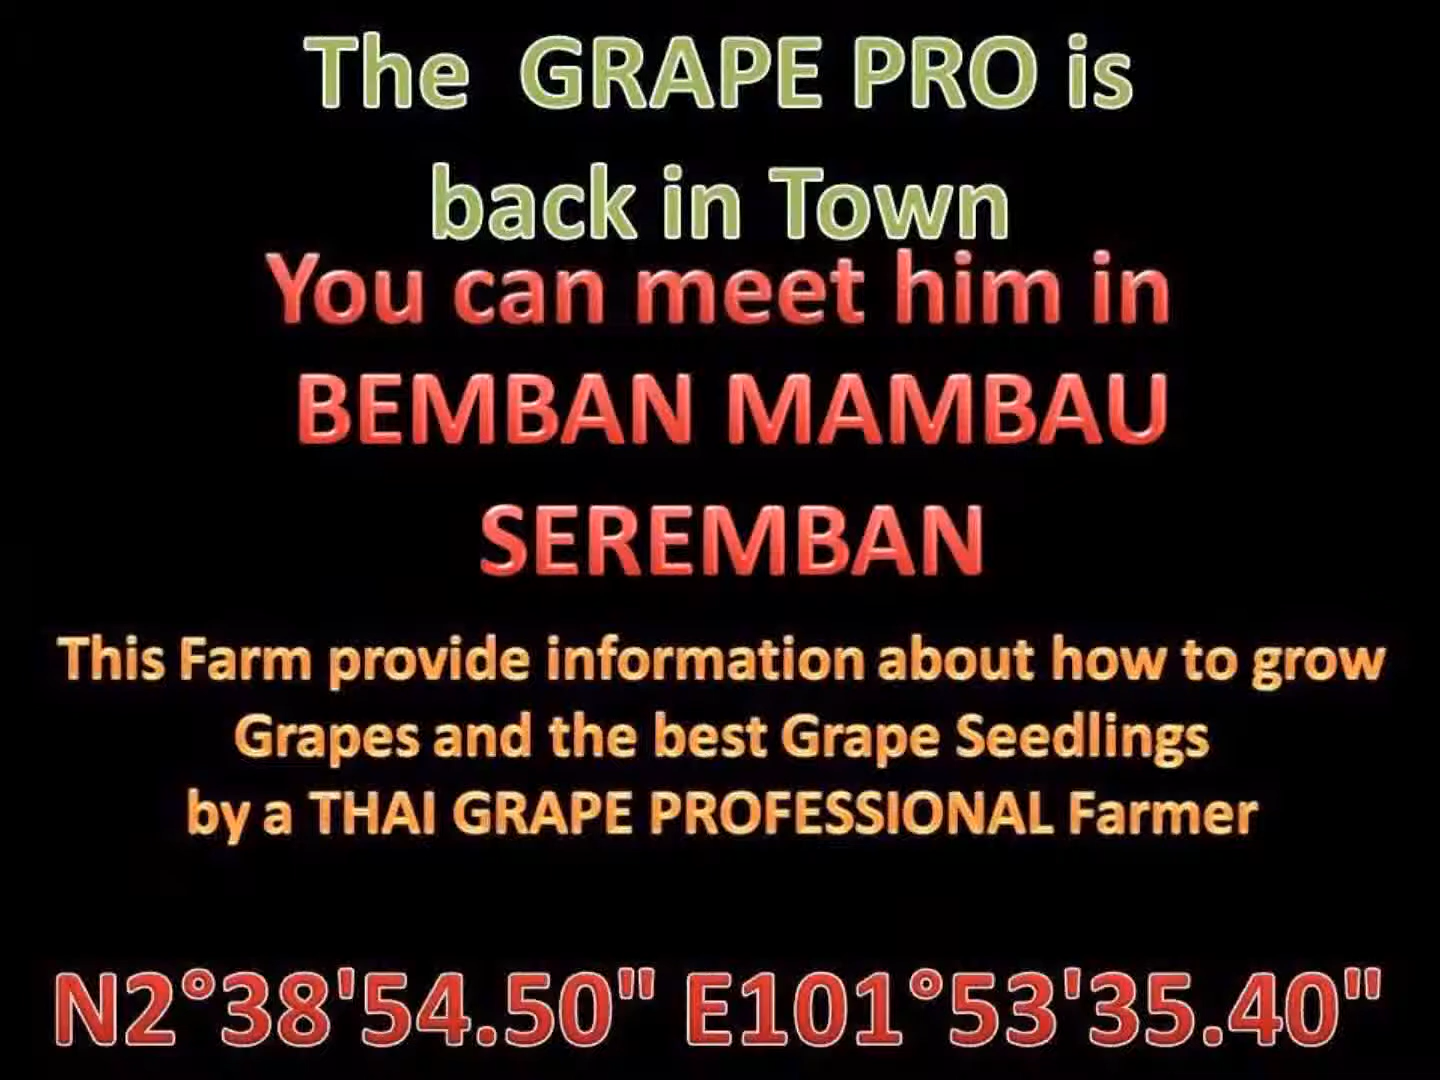 The GRAPE PRO is
back in Town
You can meet him in
BEMBAN MAMBAU
SEREMBAN
This Farm provide information about how to grow
Grapes and the best Grape Seedlings
by a THAI GRAPE PROFESSIONAL Farmer
N2°38'54.50" E101°53'35.40"